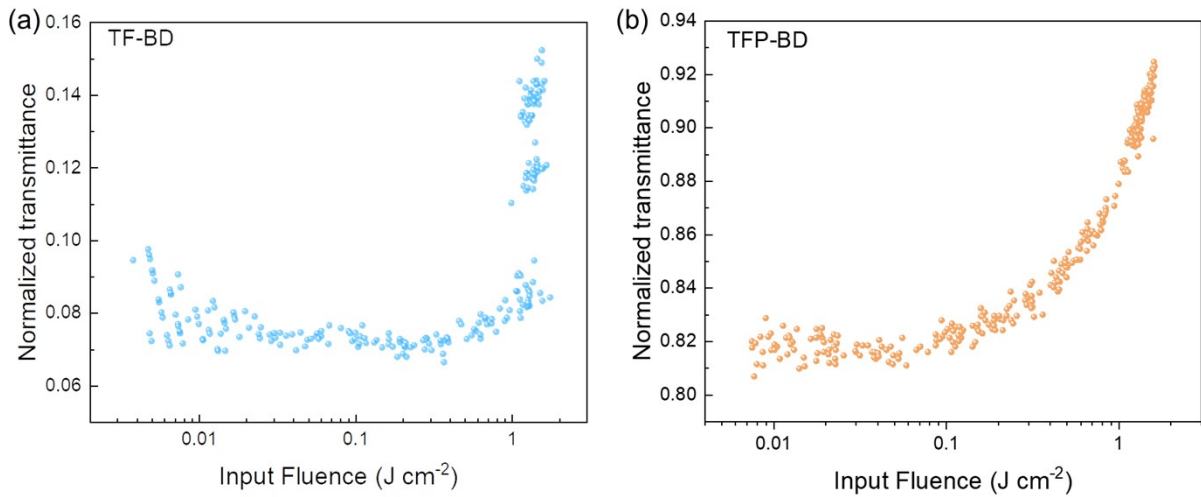 (a)
TF-BD
Normalized transmittance
0.16
0.14
0.12
0.10
0.08
0.06
0.01
0.1
1
Input Fluence (J cm-2)
(b)
TFP-BD
Normalized transmittance
0.94
0.92
0.90
0.88
0.86
0.84
0.82
0.80
0.01
0.1
1
Input Fluence (J cm-2)